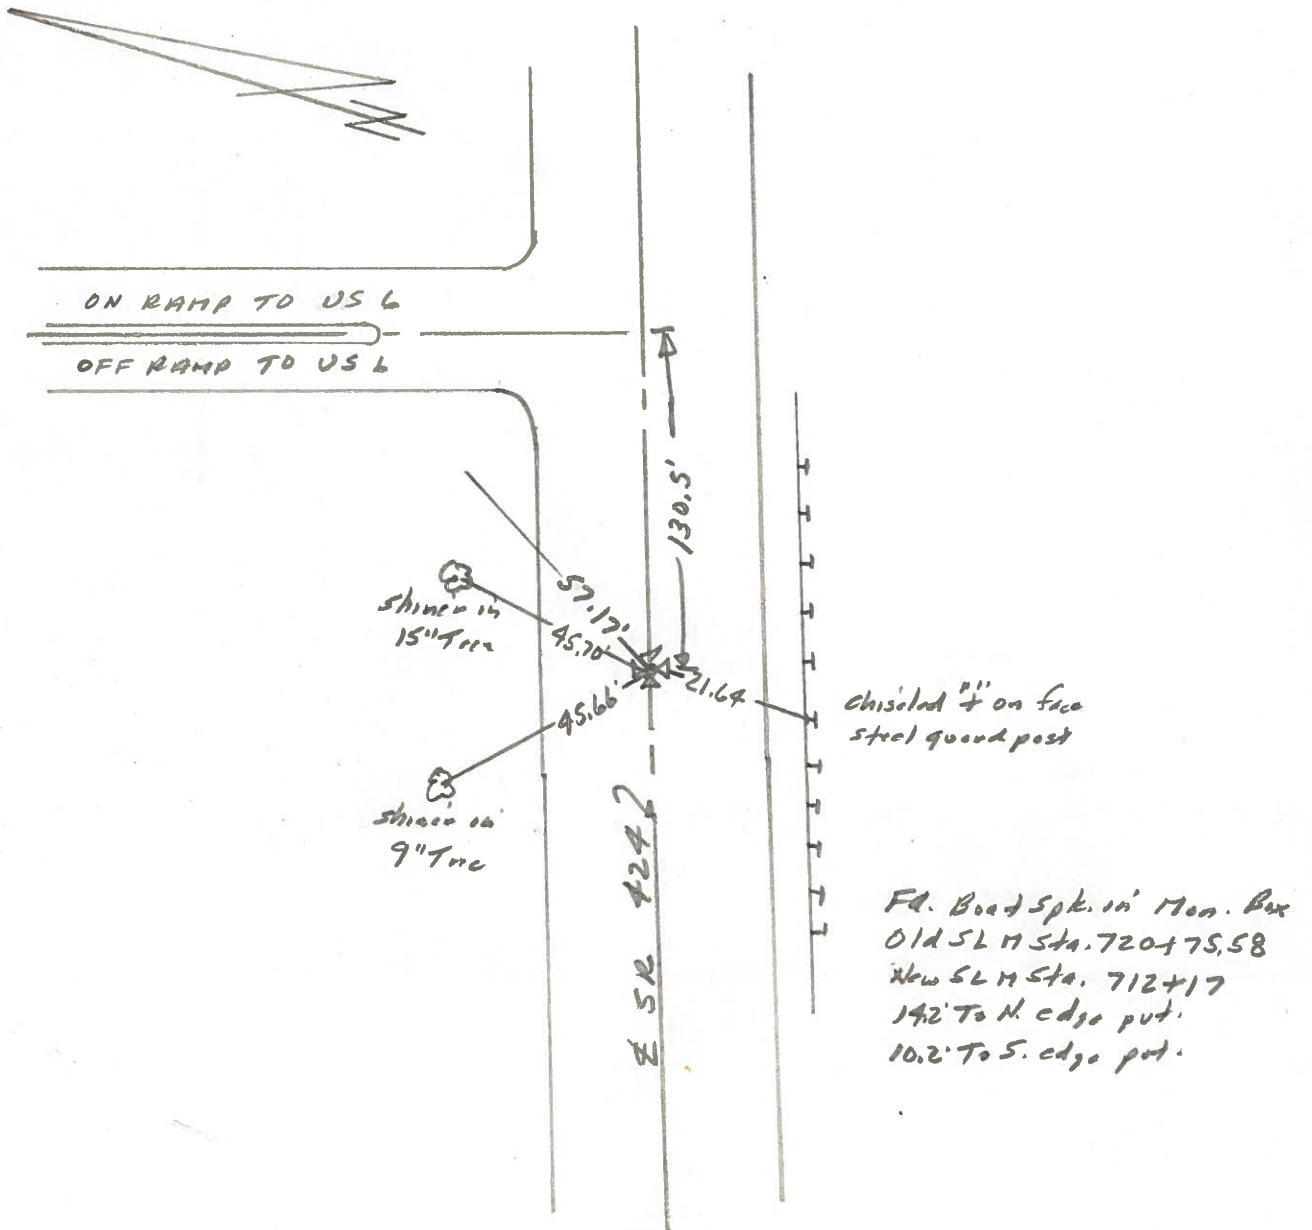 ON RAMP TO US 6
OFF RAMP TO US 6
130.5'
57.17'
shiner in
15" Tree
45.70'
45.66'
21.64
chiseled "+" on face
steel guard post
shiner in
9" Tree
℄ SR 424
Fd. Boat Spk. in Mon. Box
Old SLM Sta. 720+75.58
New SLM Sta. 712+17
14.2' To N. edge pvt.
10.2' To S. edge pvt.